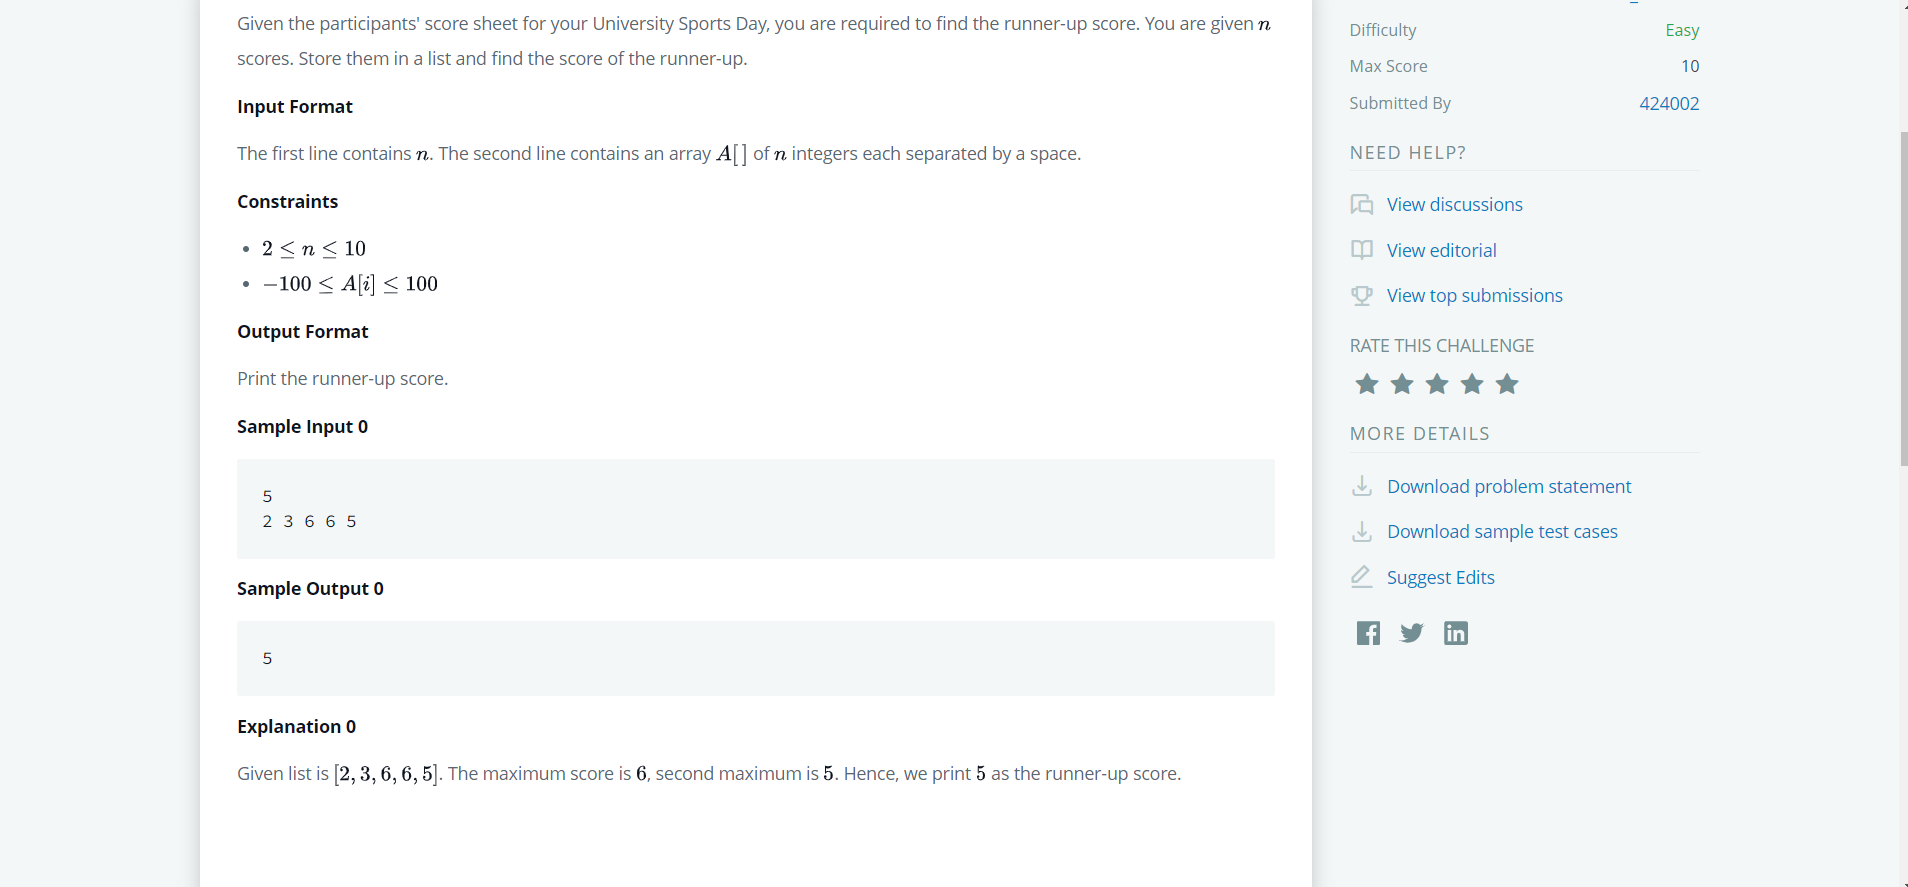 Given the participants' score sheet for your University Sports Day, you are required to find the runner-up score. You are given n
scores. Store them in a list and find the score of the runner-up.
Input Format
The first line contains n. The second line contains an array A[] of n integers each separated by a space.
Constraints
• 2 ≤ n ≤ 10
• −100 ≤ A[i] ≤ 100
Output Format
Print the runner-up score.
Sample Input 0
5
2 3 6 6 5
Sample Output 0
5
Explanation 0
Given list is [2, 3, 6, 6, 5]. The maximum score is 6, second maximum is 5. Hence, we print 5 as the runner-up score.
Difficulty Easy
Max Score 10
Submitted By 424002
NEED HELP?
View discussions
View editorial
View top submissions
RATE THIS CHALLENGE
MORE DETAILS
Download problem statement
Download sample test cases
Suggest Edits